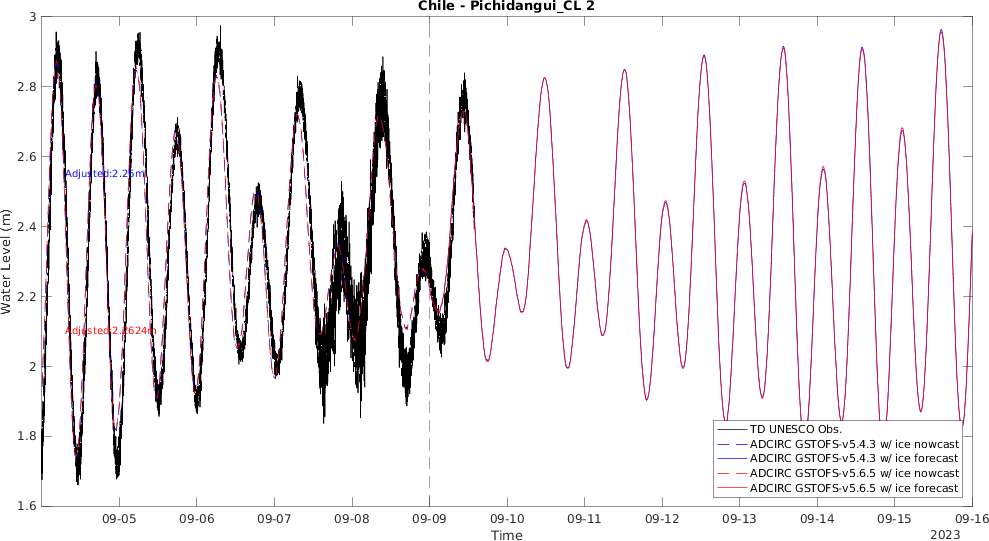 Chile - Pichidangui_CL 2
Water Level (m)
3
2.8
2.6
2.4
2.2
2
1.8
1.6
Adjusted:2.26m
Adjusted:2.2624m
TD UNESCO Obs.
ADCIRC GSTOFS-v5.4.3 w/ ice nowcast
ADCIRC GSTOFS-v5.4.3 w/ ice forecast
ADCIRC GSTOFS-v5.6.5 w/ ice nowcast
ADCIRC GSTOFS-v5.6.5 w/ ice forecast
09-05 09-06 09-07 09-08 09-09 09-10 09-11 09-12 09-13 09-14 09-15 09-16
Time
2023